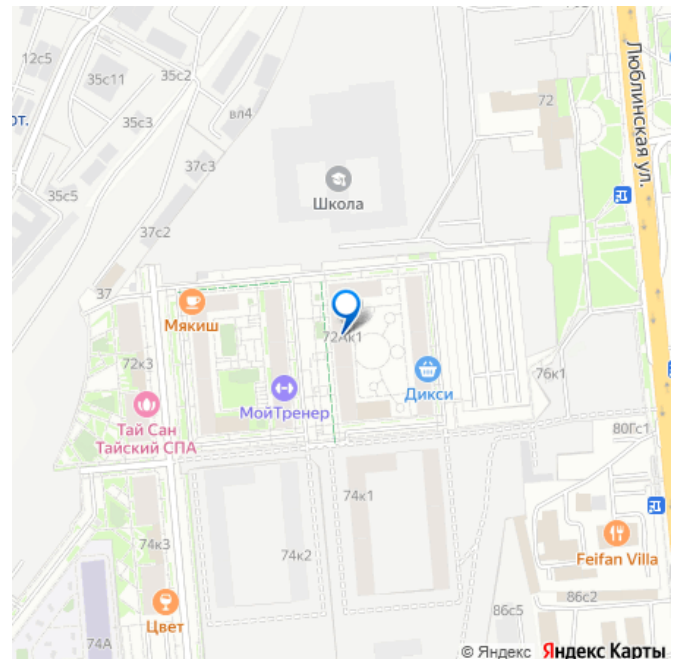 12с5
35с11
35с2
72
Люблинская ул.
от.
35с3
вл4
37с3
35с5
Школа
37с2
37
Мякиш
72Ак1
72к3
Дикси
76к1
МойТренер
Тай Сан
Тайский СПА
80Гс1
74к1
74к3
74к2
Feifan Villa
86с2
Цвет
86с5
74А
© Яндекс Яндекс Карты